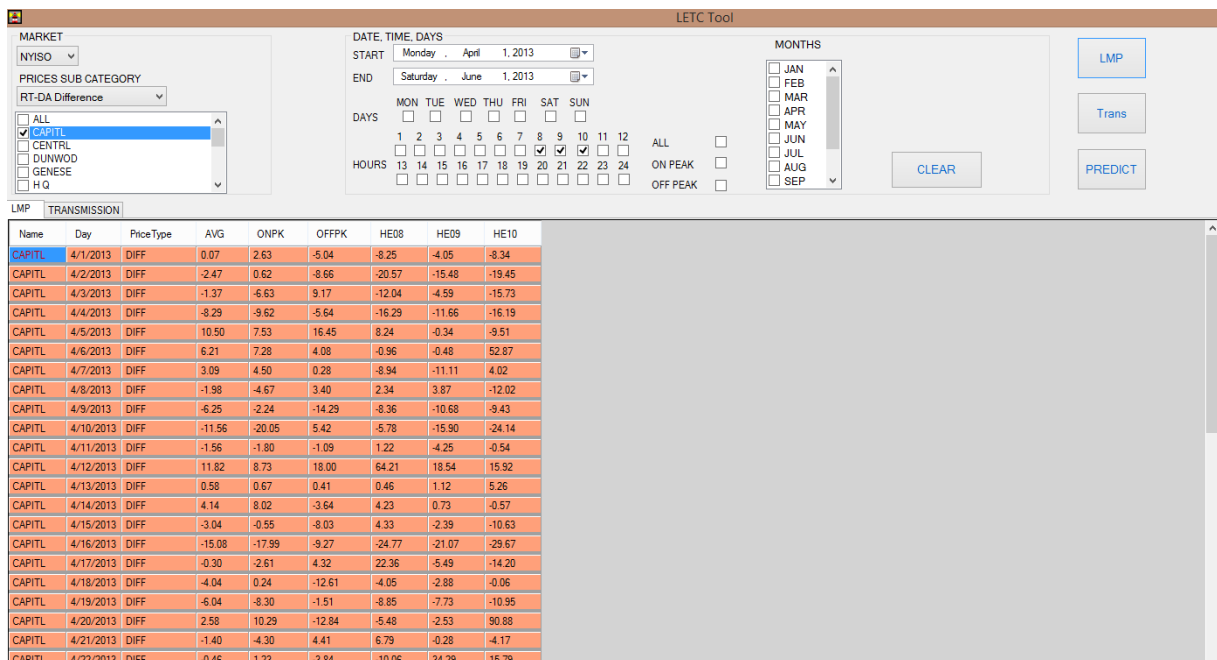 LETC Tool
MARKET
NYISO
PRICES SUB CATEGORY
RT-DA Difference
ALL
CAPITL
CENTRL
DUNWOD
GENESE
H Q
DATE, TIME, DAYS
START Monday , April 1, 2013
END Saturday , June 1, 2013
MON TUE WED THU FRI SAT SUN
DAYS
1 2 3 4 5 6 7 8 9 10 11 12
HOURS 13 14 15 16 17 18 19 20 21 22 23 24
ALL
ON PEAK
OFF PEAK
MONTHS
JAN
FEB
MAR
APR
MAY
JUN
JUL
AUG
SEP
CLEAR
LMP
Trans
PREDICT
LMP TRANSMISSION
Name Day PriceType AVG ONPK OFFPK HE08 HE09 HE10
CAPITL 4/1/2013 DIFF 0.07 2.63 -5.04 -8.25 -4.05 -8.34
CAPITL 4/2/2013 DIFF -2.47 0.62 -8.66 -20.57 -15.48 -19.45
CAPITL 4/3/2013 DIFF -1.37 -6.63 9.17 -12.04 -4.59 -15.73
CAPITL 4/4/2013 DIFF -8.29 -9.62 -5.64 -16.29 -11.66 -16.19
CAPITL 4/5/2013 DIFF 10.50 7.53 16.45 8.24 -0.34 -9.51
CAPITL 4/6/2013 DIFF 6.21 7.28 4.08 -0.96 -0.48 52.87
CAPITL 4/7/2013 DIFF 3.09 4.50 0.28 -8.94 -11.11 4.02
CAPITL 4/8/2013 DIFF -1.98 -4.67 3.40 2.34 3.87 -12.02
CAPITL 4/9/2013 DIFF -6.25 -2.24 -14.29 -8.36 -10.68 -9.43
CAPITL 4/10/2013 DIFF -11.56 -20.05 5.42 -5.78 -15.90 -24.14
CAPITL 4/11/2013 DIFF -1.56 -1.80 -1.09 1.22 -4.25 -0.54
CAPITL 4/12/2013 DIFF 11.82 8.73 18.00 64.21 18.54 15.92
CAPITL 4/13/2013 DIFF 0.58 0.67 0.41 0.46 1.12 5.26
CAPITL 4/14/2013 DIFF 4.14 8.02 -3.64 4.23 0.73 -0.57
CAPITL 4/15/2013 DIFF -3.04 -0.55 -8.03 4.33 -2.39 -10.63
CAPITL 4/16/2013 DIFF -15.08 -17.99 -9.27 -24.77 -21.07 -29.67
CAPITL 4/17/2013 DIFF -0.30 -2.61 4.32 22.36 -5.49 -14.20
CAPITL 4/18/2013 DIFF -4.04 0.24 -12.61 -4.05 -2.88 -0.06
CAPITL 4/19/2013 DIFF -6.04 -8.30 -1.51 -8.85 -7.73 -10.95
CAPITL 4/20/2013 DIFF 2.58 10.29 -12.84 -5.48 -2.53 90.88
CAPITL 4/21/2013 DIFF -1.40 -4.30 4.41 6.79 -0.28 -4.17
CAPITL 4/22/2013 DIFF -0.46 1.23 -3.84 -10.06 34.29 15.79